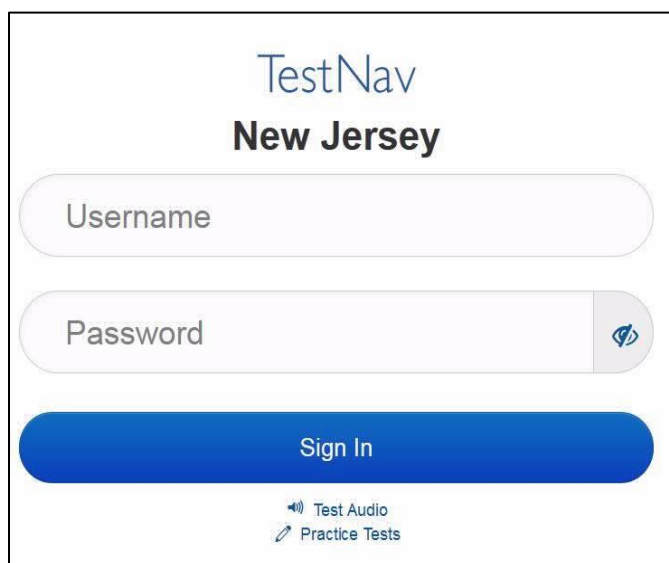 TestNav
New Jersey
Username
Password
Sign In
Test Audio
Practice Tests